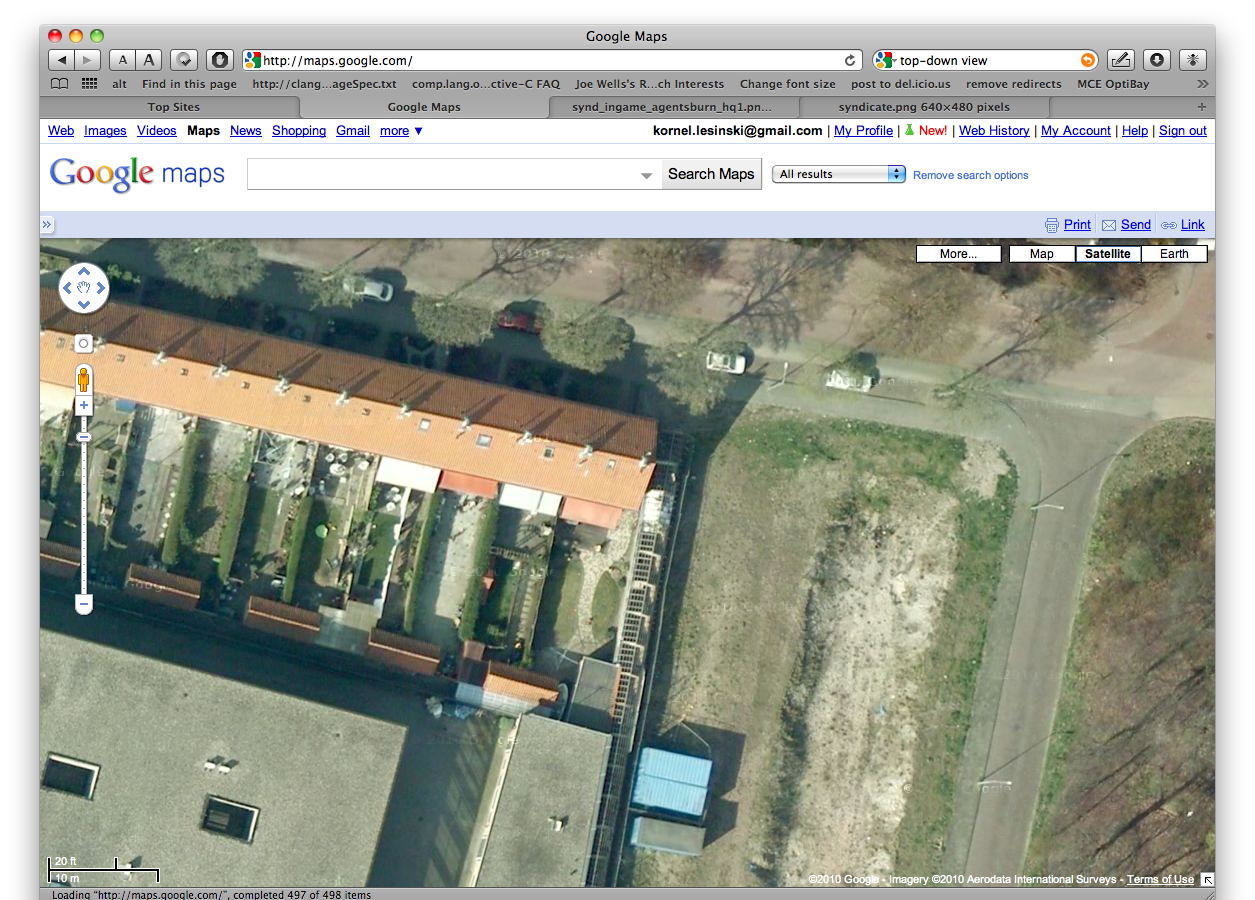 Google Maps
A A
http://maps.google.com/
top-down view
alt Find in this page http://clang....ageSpec.txt comp.lang.o...ctive-C FAQ Joe Wells's R...ch Interests Change font size post to del.icio.us remove redirects MCE OptiBay
Top Sites Google Maps synd_ingame_agentsburn_hq1.pn... syndicate.png 640×480 pixels
Web Images Videos Maps News Shopping Gmail more ▼ kornel.lesinski@gmail.com | My Profile | New! | Web History | My Account | Help | Sign out
Google maps Search Maps All results Remove search options
Print Send Link
More... Map Satellite Earth
20 ft
10 m
©2010 Google - Imagery ©2010 Aerodata International Surveys - Terms of Use
Loading “http://maps.google.com/”, completed 497 of 498 items